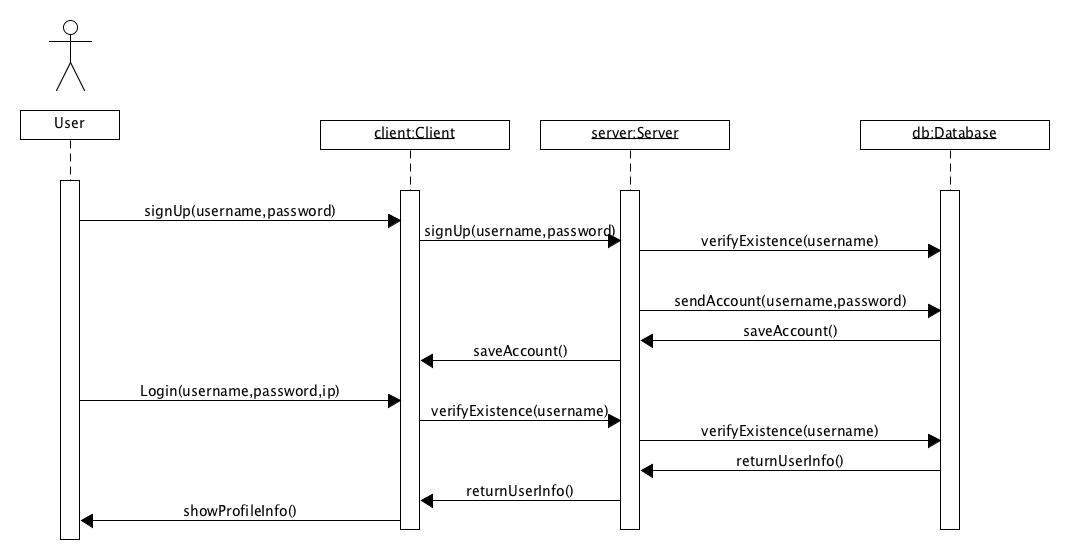 User
client:Client
server:Server
db:Database
signUp(username,password)
signUp(username,password)
verifyExistence(username)
sendAccount(username,password)
saveAccount()
saveAccount()
Login(username,password,ip)
verifyExistence(username)
verifyExistence(username)
returnUserInfo()
returnUserInfo()
showProfileInfo()